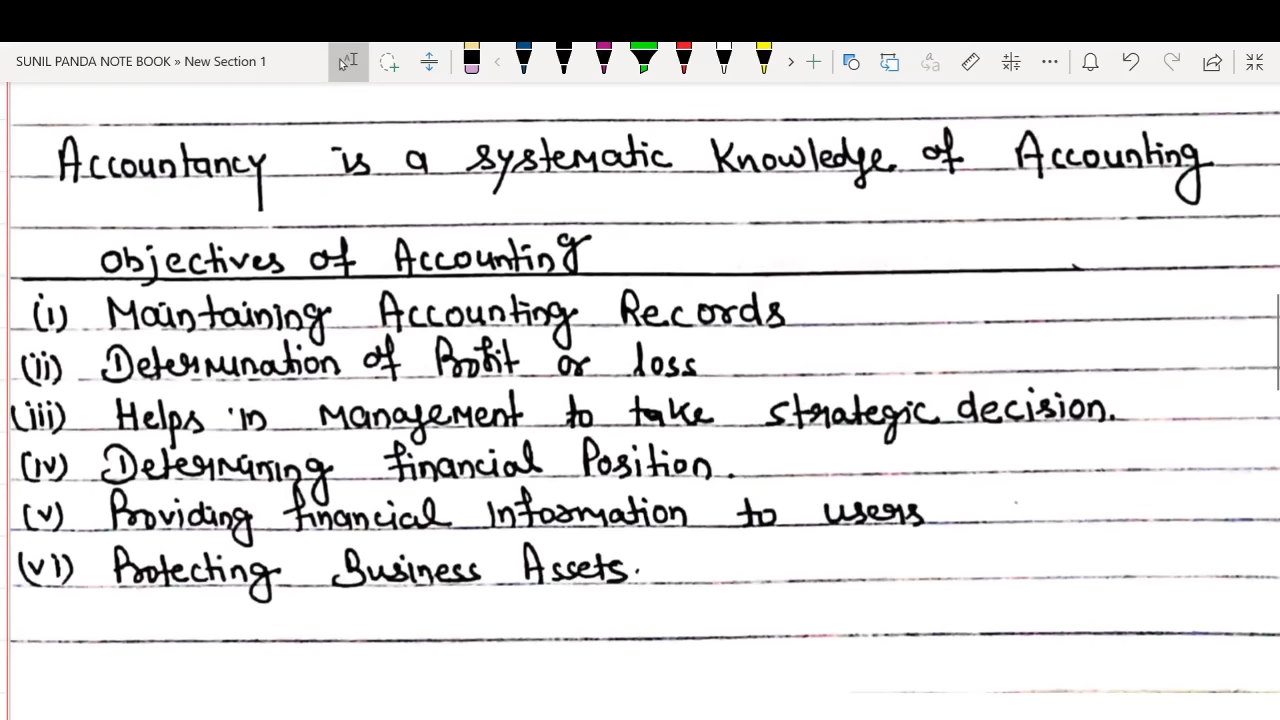 SUNIL PANDA NOTE BOOK » New Section 1
Accountancy is a systematic Knowledge of Accounting
Objectives of Accounting
(i) Maintaining Accounting Records
(ii) Determination of Profit or loss
(iii) Helps in management to take strategic decision.
(iv) Determining financial Position.
(v) Providing financial Information to users
(vi) Protecting Business Assets.